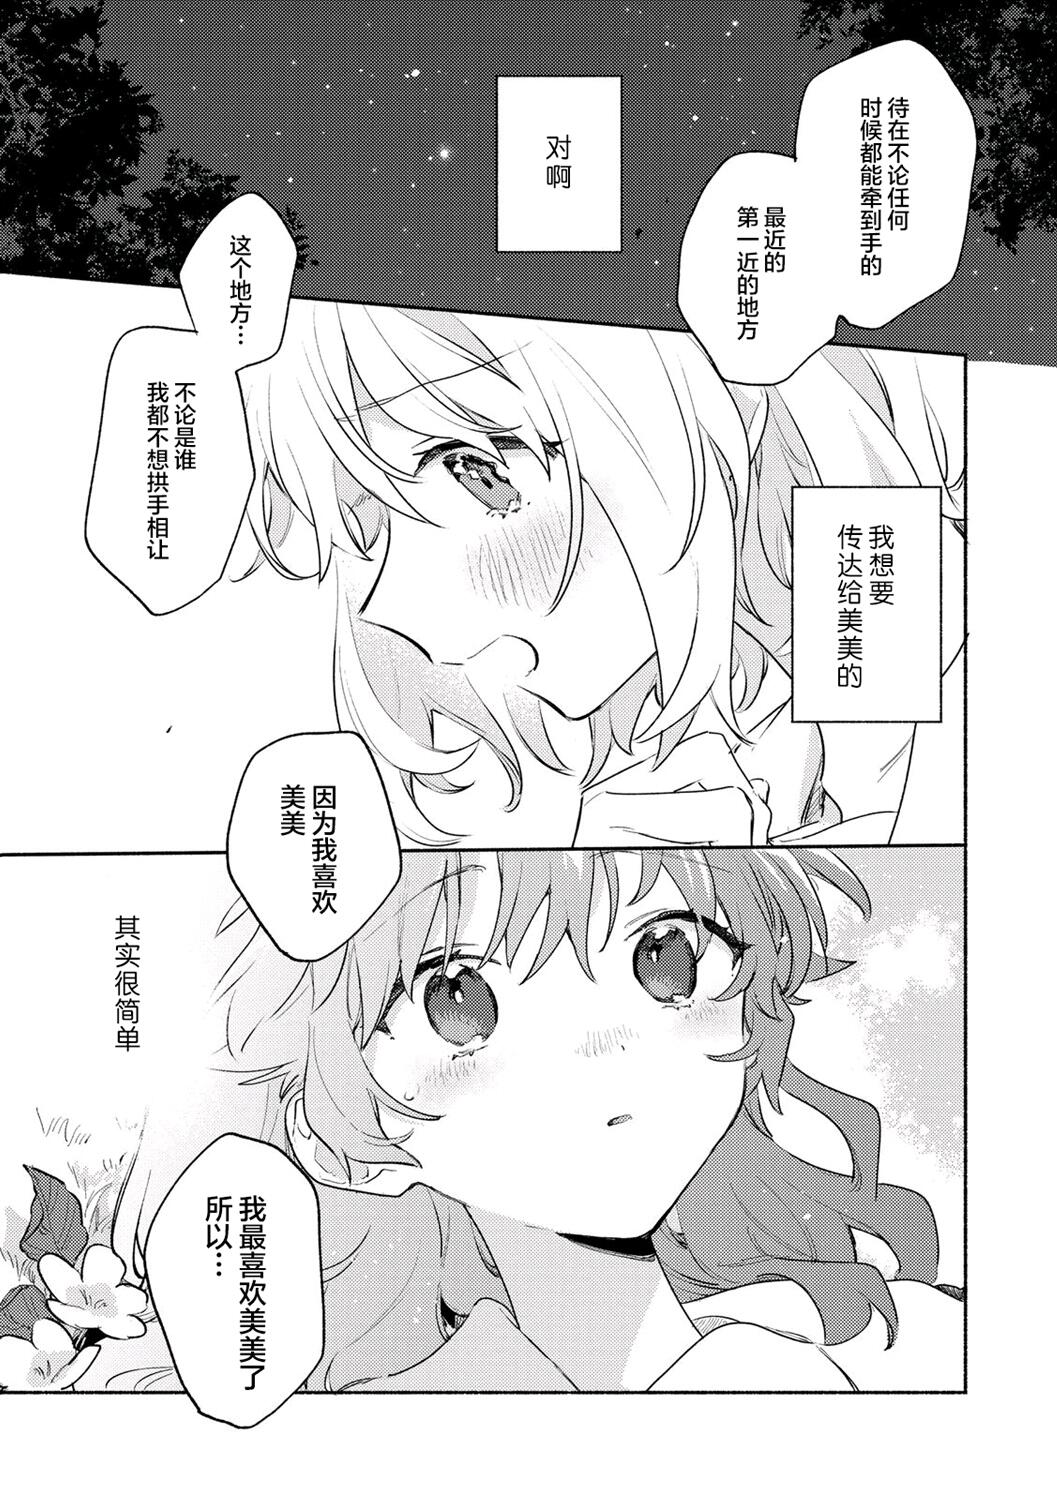 待在不论任何
时候都能牵到手的
最近的
第一近的地方
对啊
这个地方…
不论是谁
我都不想拱手相让
我想要
传达给美美的
因为我喜欢
美美
其实很简单
我最喜欢美美了
所以…